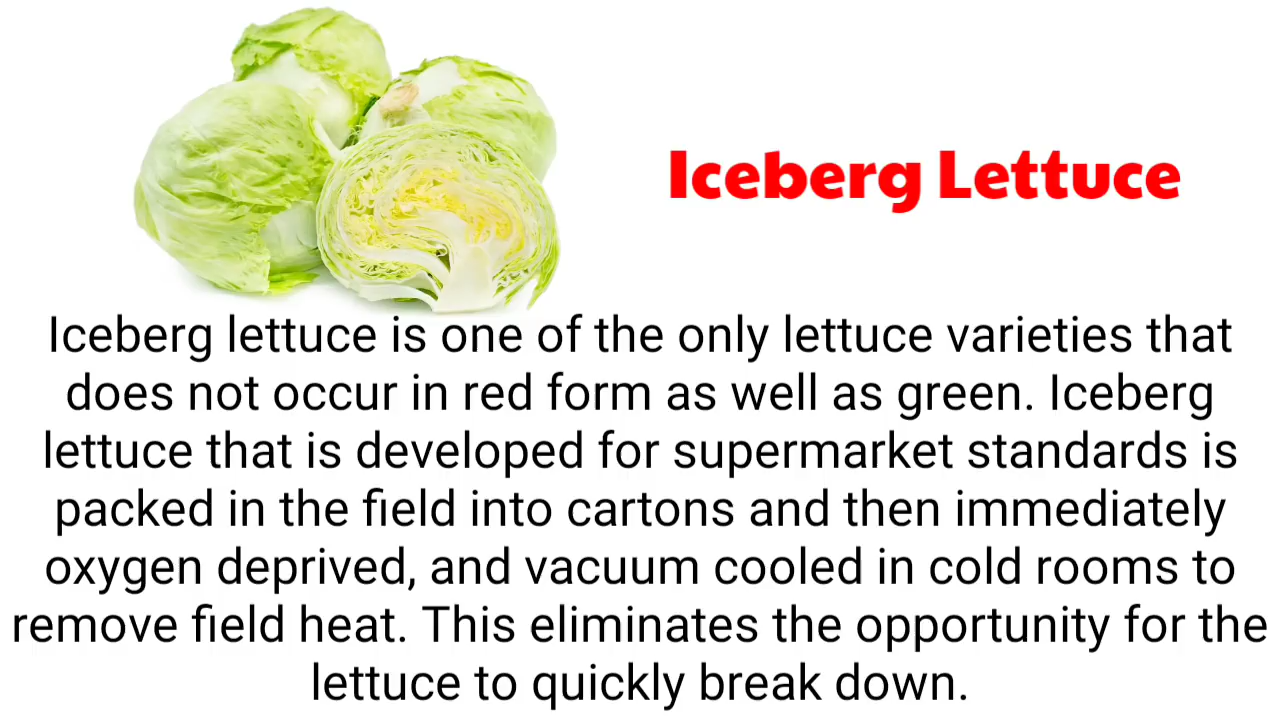 Iceberg Lettuce
Iceberg lettuce is one of the only lettuce varieties that
does not occur in red form as well as green. Iceberg
lettuce that is developed for supermarket standards is
packed in the field into cartons and then immediately
oxygen deprived, and vacuum cooled in cold rooms to
remove field heat. This eliminates the opportunity for the
lettuce to quickly break down.